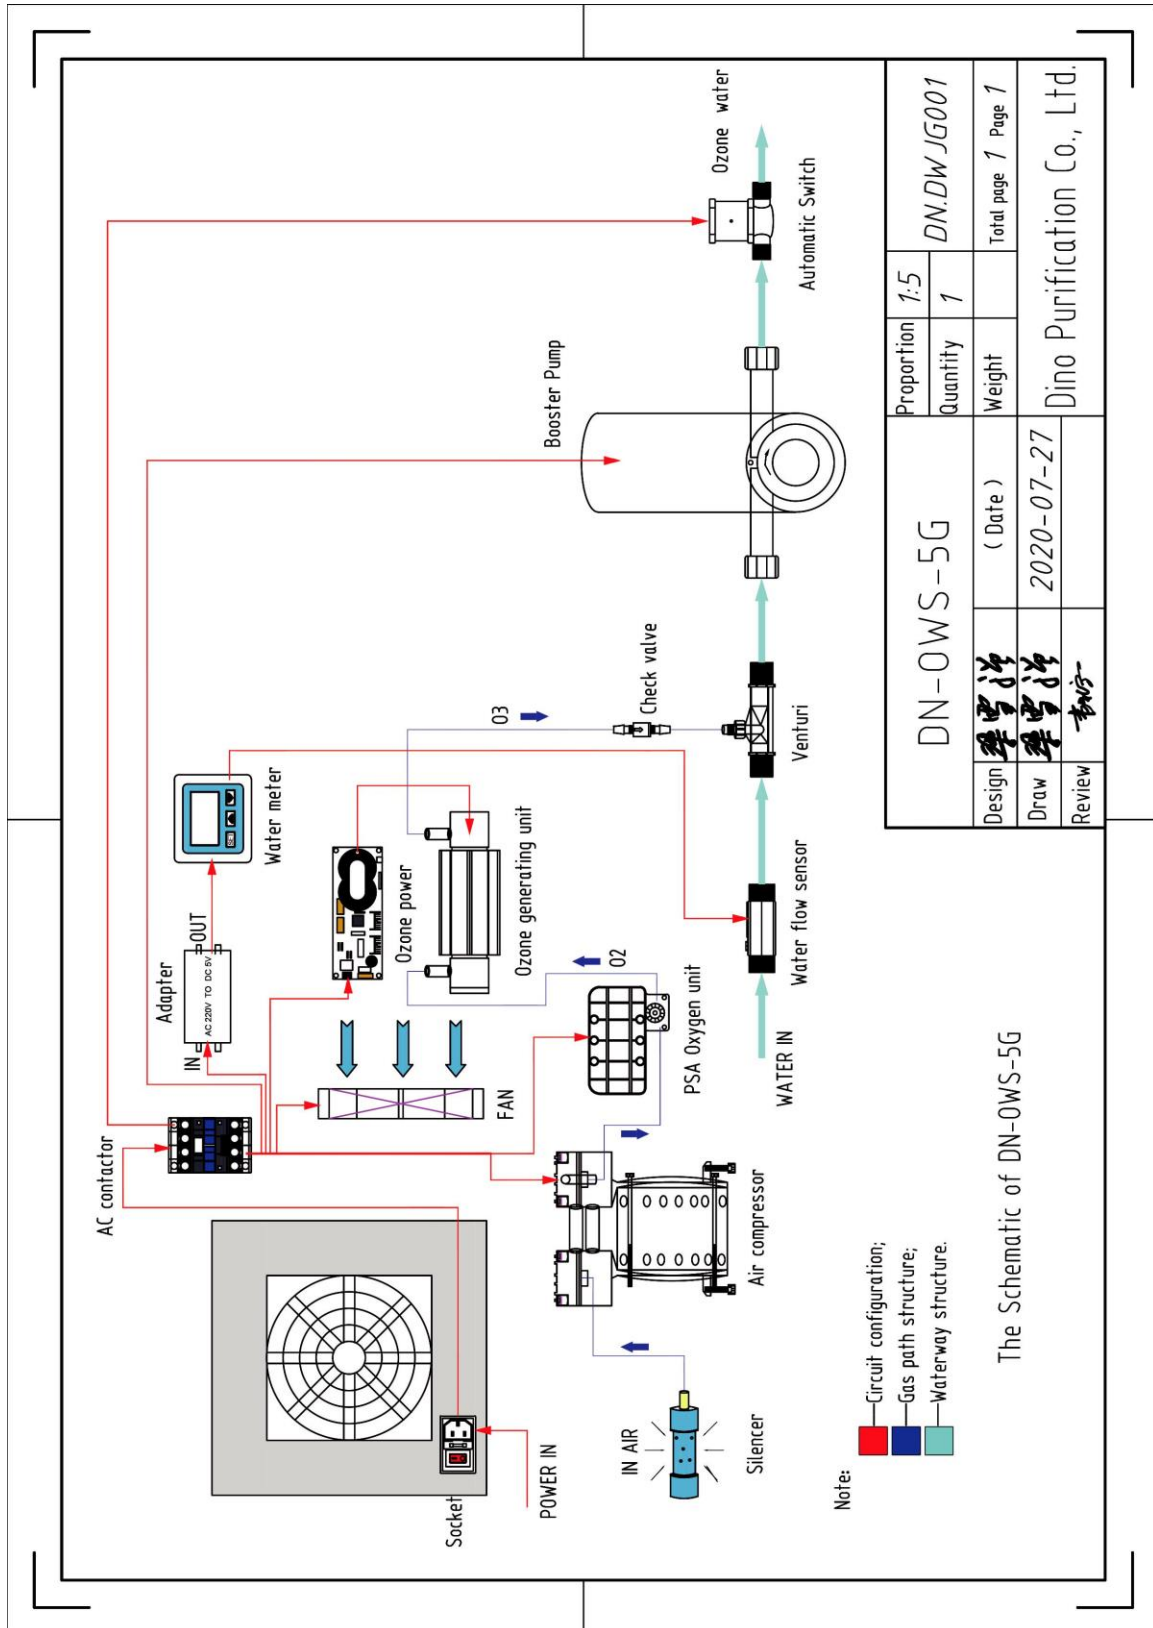 AC contactor
Adapter
IN
OUT
AC 220V TO DC 5V
Water meter
SET
Booster Pump
Ozone water
Automatic Switch
Socket
POWER IN
FAN
Ozone power
Ozone generating unit
O3
Check valve
O2
IN AIR
Silencer
Air compressor
PSA Oxygen unit
WATER IN
Water flow sensor
Venturi
Note:
Circuit configuration;
Gas path structure;
Waterway structure.
The Schematic of DN-OWS-5G
DN-OWS-5G
Proportion 1:5
Quantity 1
DN.DWJG001
Design
( Date )
Weight
Total page 1 Page 1
Draw
2020-07-27
Dino Purification Co., Ltd.
Review